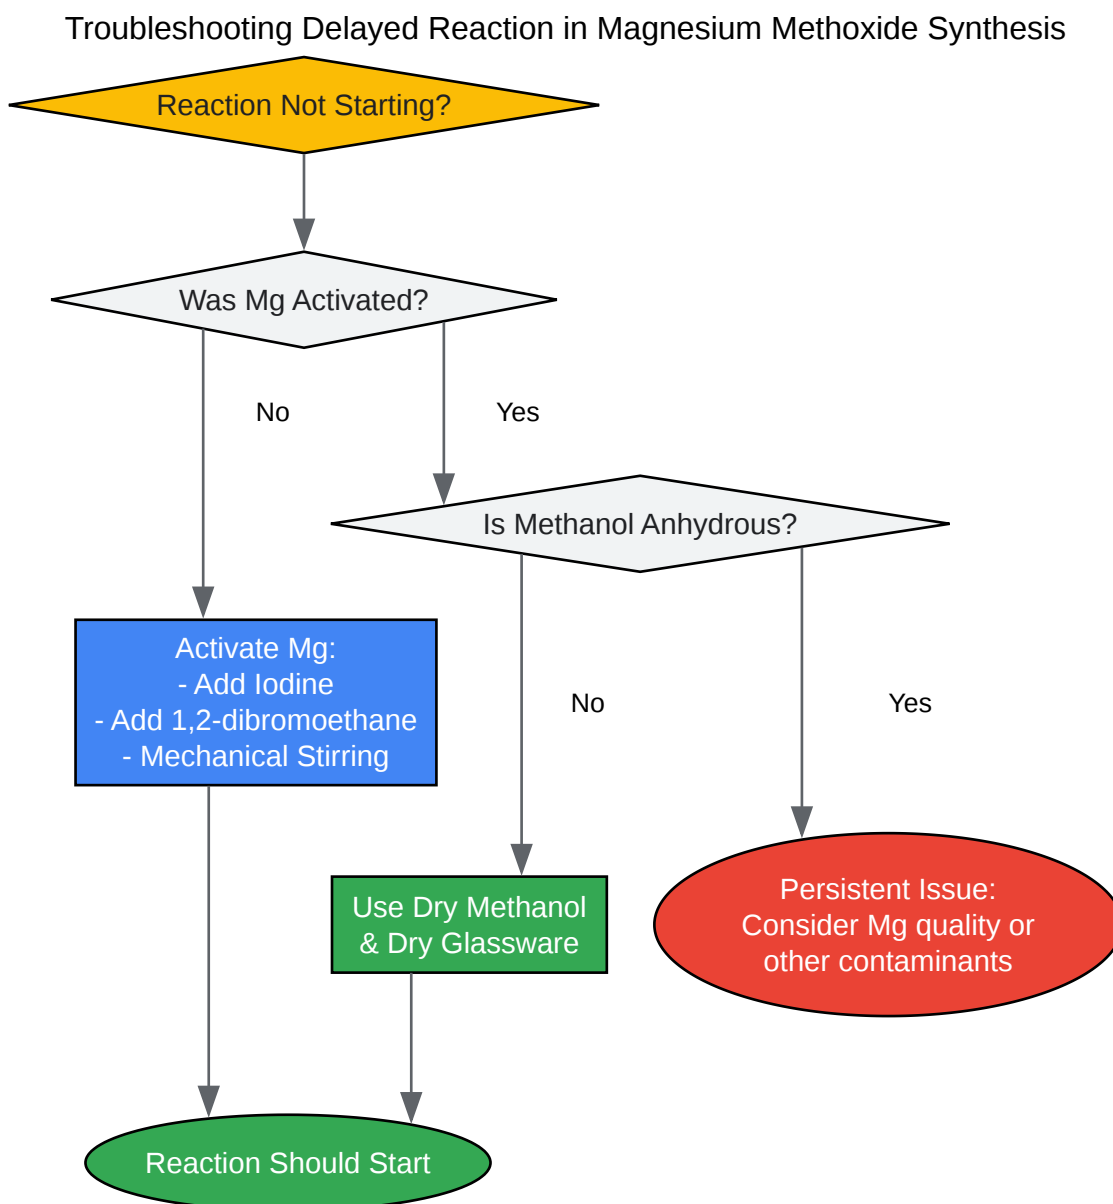 Troubleshooting Delayed Reaction in Magnesium Methoxide Synthesis
Reaction Not Starting?
Was Mg Activated?
No
Yes
Is Methanol Anhydrous?
Activate Mg:
- Add Iodine
- Add 1,2-dibromoethane
- Mechanical Stirring
No
Yes
Use Dry Methanol
& Dry Glassware
Persistent Issue:
Consider Mg quality or
other contaminants
Reaction Should Start